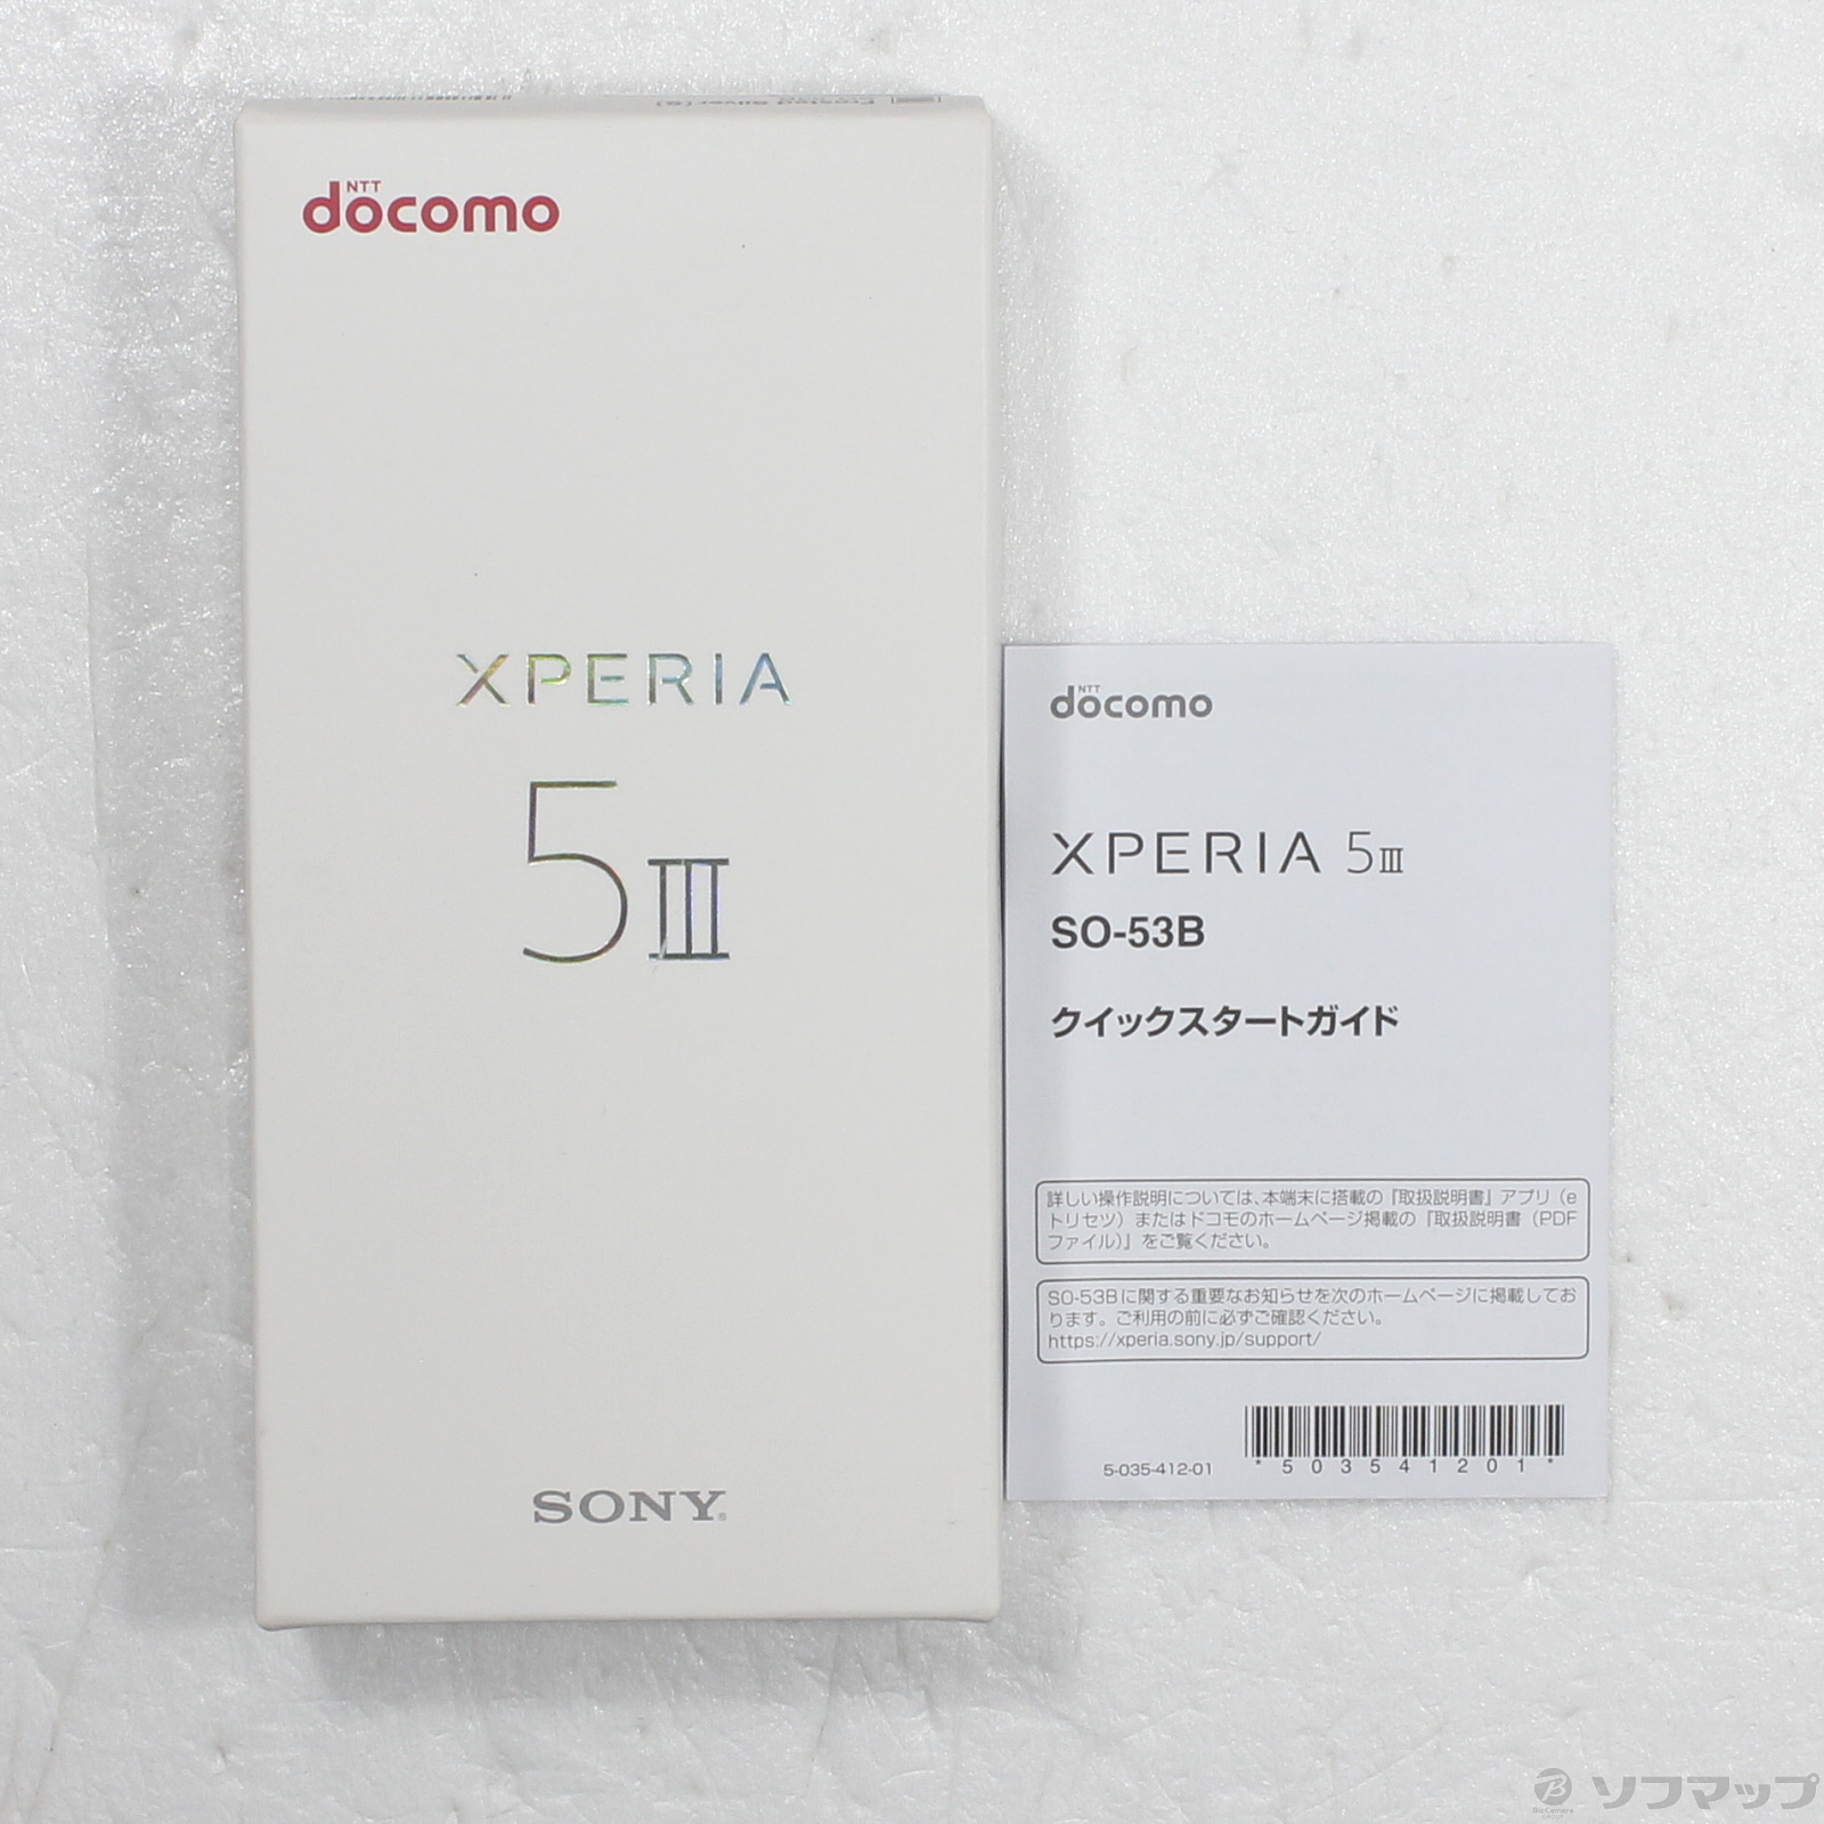 Frosted Silver(S)
NTT
docomo
XPERIA
5III
SONY
NTT
docomo
XPERIA 5III
SO-53B
クイックスタートガイド
詳しい操作説明については、本端末に搭載の『取扱説明書』アプリ（e
トリセツ）またはドコモのホームページ掲載の『取扱説明書（PDF
ファイル）』をご覧ください。
SO-53Bに関する重要なお知らせを次のホームページに掲載してお
ります。ご利用の前に必ずご確認ください。
https://xperia.sony.jp/support/
5-035-412-01
*503541201*
BicCamera
GROUP
ソフマップ